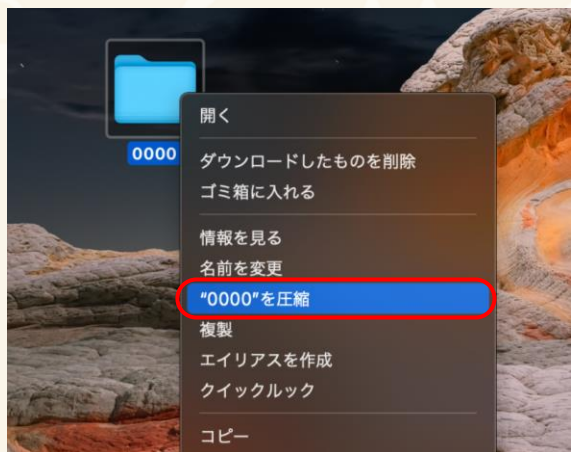 0000
開く
ダウンロードしたものを削除
ゴミ箱に入れる
情報を見る
名前を変更
“0000”を圧縮
複製
エイリアスを作成
クイックルック
コピー